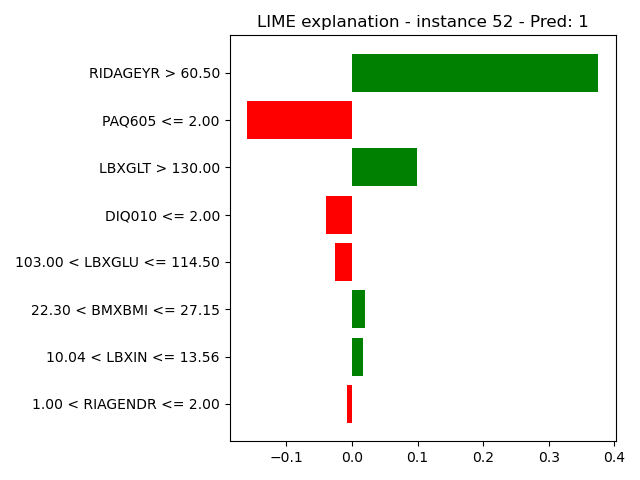 LIME explanation - instance 52 - Pred: 1
RIDAGEYR > 60.50
PAQ605 <= 2.00
LBXGLT > 130.00
DIQ010 <= 2.00
103.00 < LBXGLU <= 114.50
22.30 < BMXBMI <= 27.15
10.04 < LBXIN <= 13.56
1.00 < RIAGENDR <= 2.00
−0.1 0.0 0.1 0.2 0.3 0.4